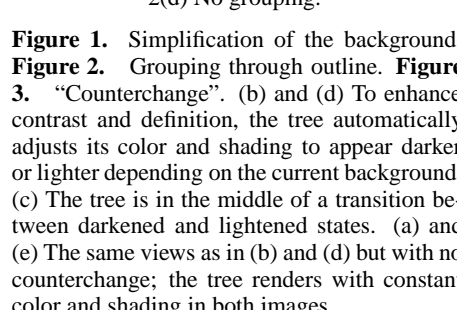 2(d) No grouping.
Figure 1. Simplification of the background
Figure 2. Grouping through outline. Figure
3. “Counterchange”. (b) and (d) To enhance
contrast and definition, the tree automatically
adjusts its color and shading to appear darker
or lighter depending on the current background
(c) The tree is in the middle of a transition be-
tween darkened and lightened states. (a) and
(e) The same views as in (b) and (d) but with no
counterchange; the tree renders with constant
color and shading in both images